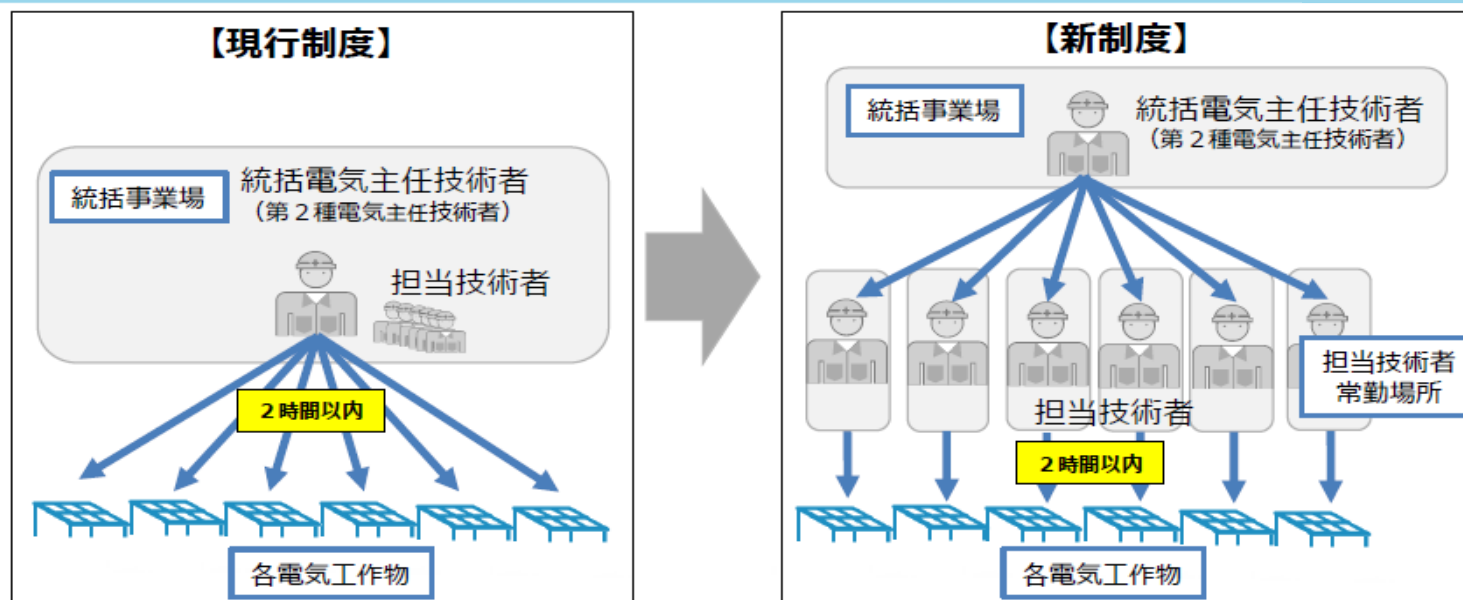 【現行制度】
統括事業場
統括電気主任技術者
（第２種電気主任技術者）
担当技術者
２時間以内
各電気工作物
【新制度】
統括事業場
統括電気主任技術者
（第２種電気主任技術者）
担当技術者
常勤場所
担当技術者
２時間以内
各電気工作物